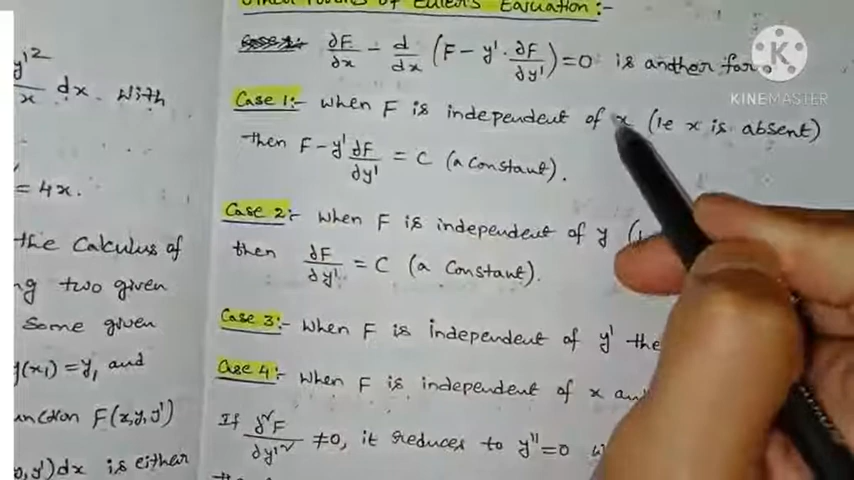 y'^2
/x dx. with
= 4x.
the Calculus of
two given
Some given
y(x1) = y1 and
Function F(x,y,y')
y')dx is either
Euler's Equation :-
∂F/∂x - d/dx (F - y' · ∂F/∂y') = 0 is another for
Case 1:- when F is independent of x (ie x is absent)
then F - y' ∂F/∂y' = C (a constant).
Case 2:- when F is independent of y
then ∂F/∂y' = C (a constant).
Case 3:- when F is independent of y' the
Case 4:- when F is independent of x and
If ∂²F/∂y'² ≠ 0, it reduces to y'' = 0
K
KINEMASTER